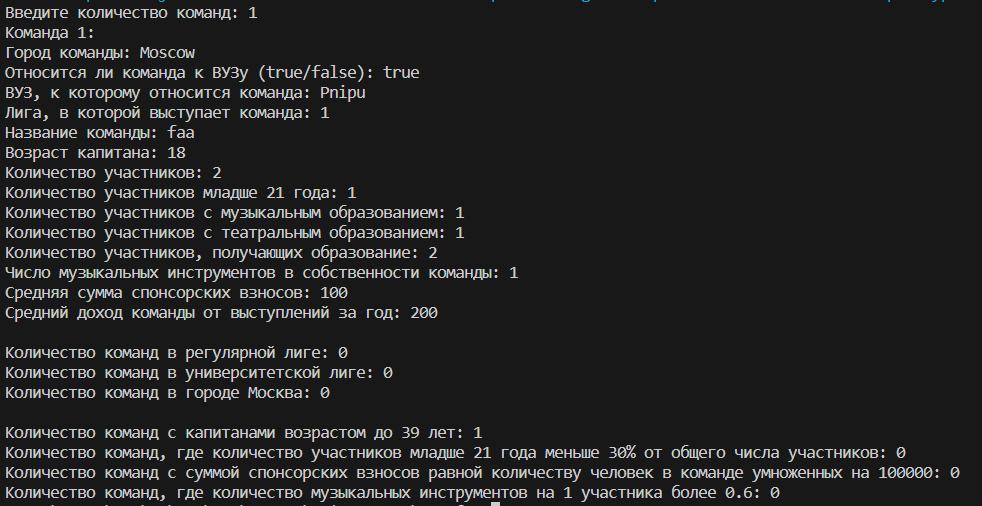 Введите количество команд: 1
Команда 1:
Город команды: Moscow
Относится ли команда к ВУЗу (true/false): true
ВУЗ, к которому относится команда: Pnipu
Лига, в которой выступает команда: 1
Название команды: faa
Возраст капитана: 18
Количество участников: 2
Количество участников младше 21 года: 1
Количество участников с музыкальным образованием: 1
Количество участников с театральным образованием: 1
Количество участников, получающих образование: 2
Число музыкальных инструментов в собственности команды: 1
Средняя сумма спонсорских взносов: 100
Средний доход команды от выступлений за год: 200
Количество команд в регулярной лиге: 0
Количество команд в университетской лиге: 0
Количество команд в городе Москва: 0
Количество команд с капитанами возрастом до 39 лет: 1
Количество команд, где количество участников младше 21 года меньше 30% от общего числа участников: 0
Количество команд с суммой спонсорских взносов равной количеству человек в команде умноженных на 100000: 0
Количество команд, где количество музыкальных инструментов на 1 участника более 0.6: 0